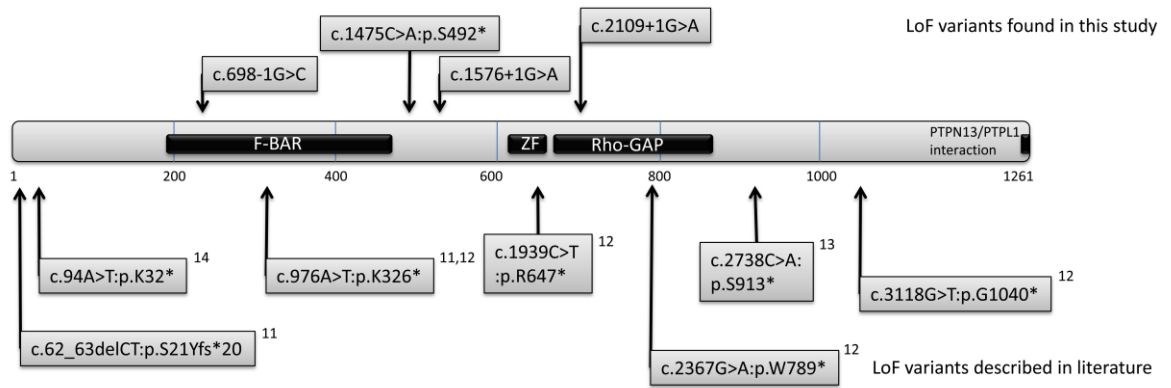 LoF variants found in this study
c.1475C>A:p.S492*
c.2109+1G>A
c.698-1G>C
c.1576+1G>A
F-BAR
ZF
Rho-GAP
PTPN13/PTPL1
interaction
1
200
400
600
800
1000
1261
c.94A>T:p.K32*
14
c.976A>T:p.K326*
11,12
c.1939C>T
:p.R647*
12
c.2738C>A:
p.S913*
13
c.3118G>T:p.G1040*
12
c.62_63delCT:p.S21Yfs*20
11
c.2367G>A:p.W789*
12
LoF variants described in literature